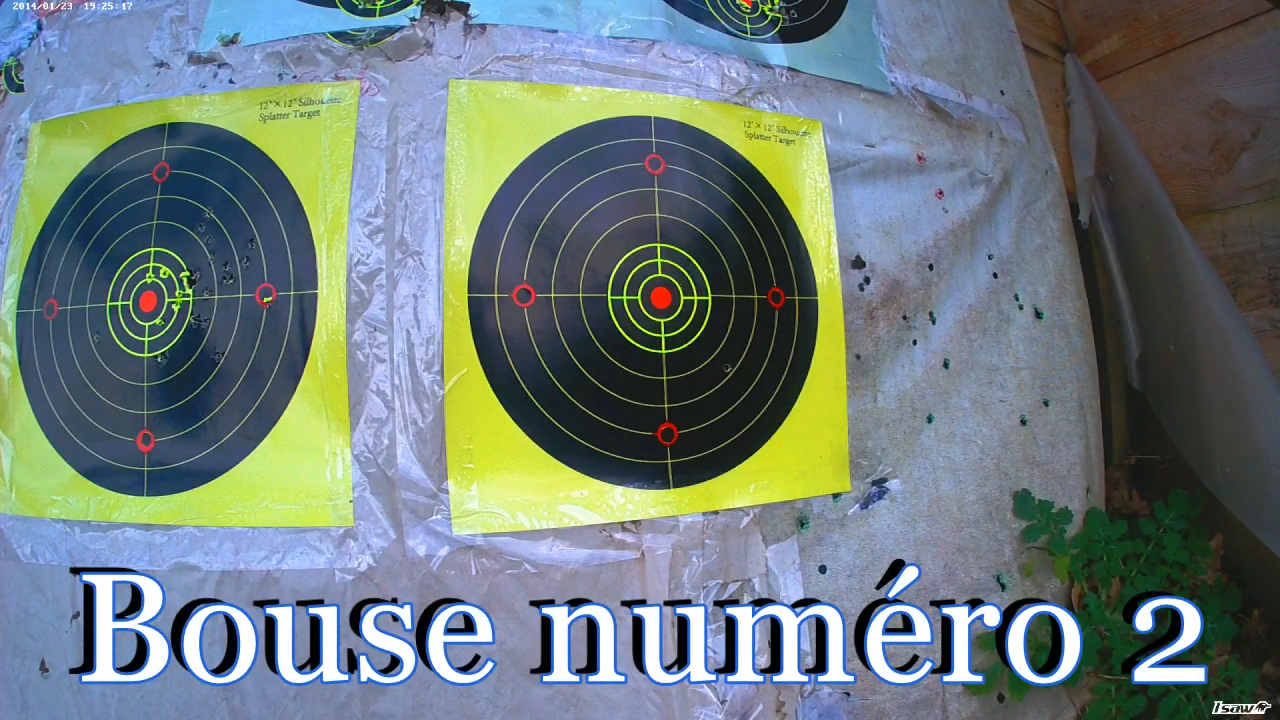 2014/01/23 19:25:17
12" × 12" Silhouette
Splatter Target
12" × 12" Silhouette
Splatter Target
Bouse numéro 2
Isaw